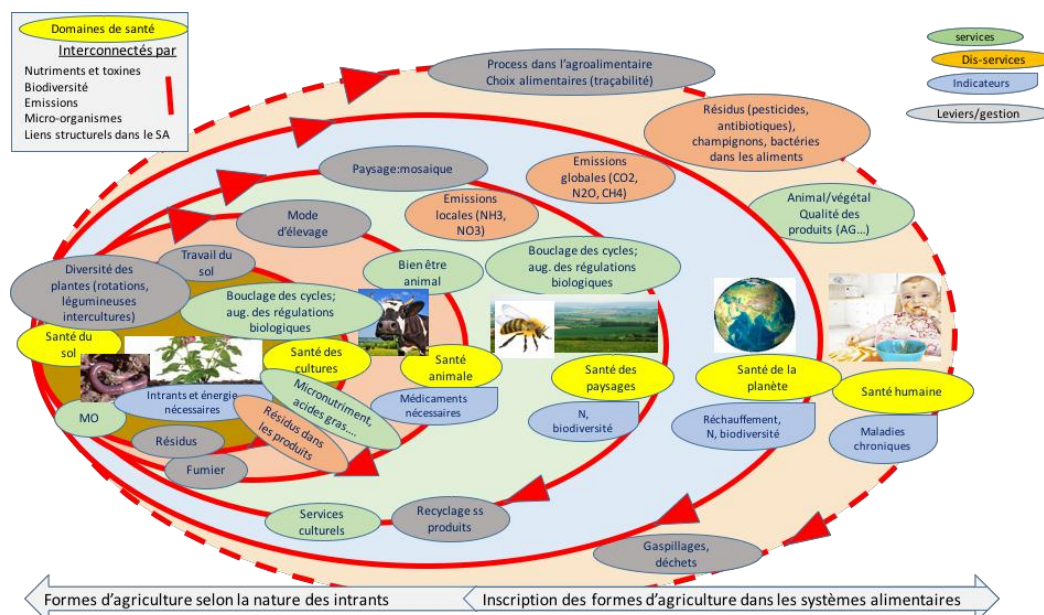 Domaines de santé
Interconnectés par
Nutriments et toxines
Biodiversité
Emissions
Micro-organismes
Liens structurels dans le SA
services
Dis-services
Indicateurs
Leviers/gestion
Process dans l'agroalimentaire
Choix alimentaires (traçabilité)
Résidus (pesticides,
antibiotiques),
champignons, bactéries
dans les aliments
Paysage:mosaique
Emissions
globales (CO2,
N2O, CH4)
Emissions
locales (NH3,
NO3)
Animal/végétal
Qualité des
produits (AG...)
Mode
d'élevage
Travail du
sol
Diversité des
plantes (rotations,
légumineuses
intercultures)
Bien être
animal
Bouclage des cycles;
aug. des régulations
biologiques
Bouclage des cycles;
aug. des régulations
biologiques
Santé du
sol
Santé des
cultures
Santé
animale
Santé des
paysages
Santé de la
planète
Santé humaine
MO
Intrants et énergie
nécessaires
Micronutriment,
acides gras....
Résidus dans
les produits
Médicaments
nécessaires
N,
biodiversité
Réchauffement,
N, biodiversité
Maladies
chroniques
Résidus
Fumier
Services
culturels
Recyclage ss
produits
Gaspillages,
déchets
Formes d'agriculture selon la nature des intrants
Inscription des formes d'agriculture dans les systèmes alimentaires